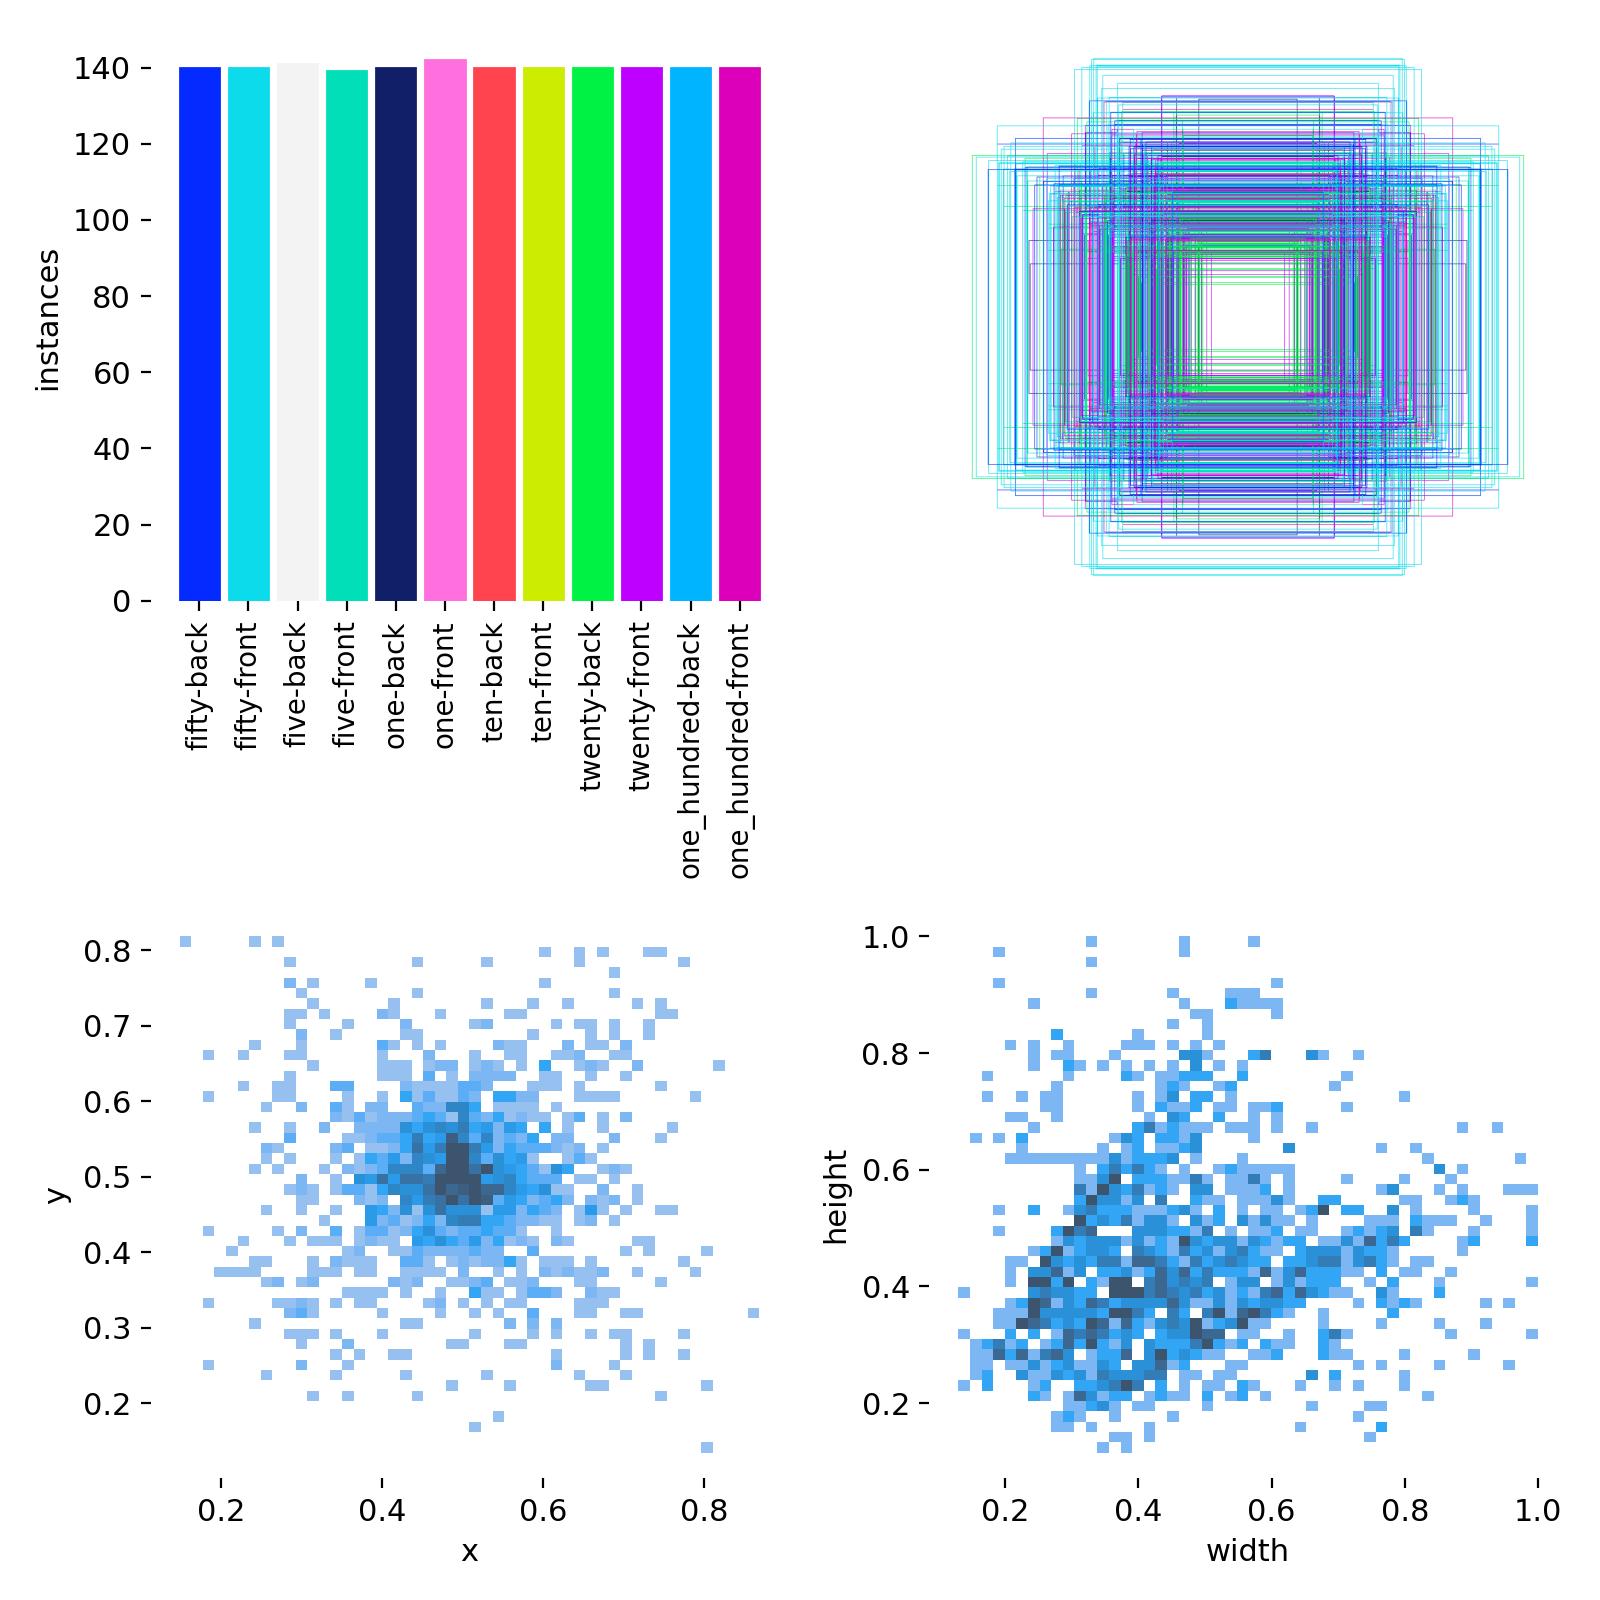 140
120
100
80
60
40
20
0
instances
fifty-back
fifty-front
five-back
five-front
one-back
one-front
ten-back
ten-front
twenty-back
twenty-front
one_hundred-back
one_hundred-front
0.8
0.7
0.6
0.5
0.4
0.3
0.2
y
0.2 0.4 0.6 0.8
x
1.0
0.8
0.6
0.4
0.2
height
0.2 0.4 0.6 0.8 1.0
width